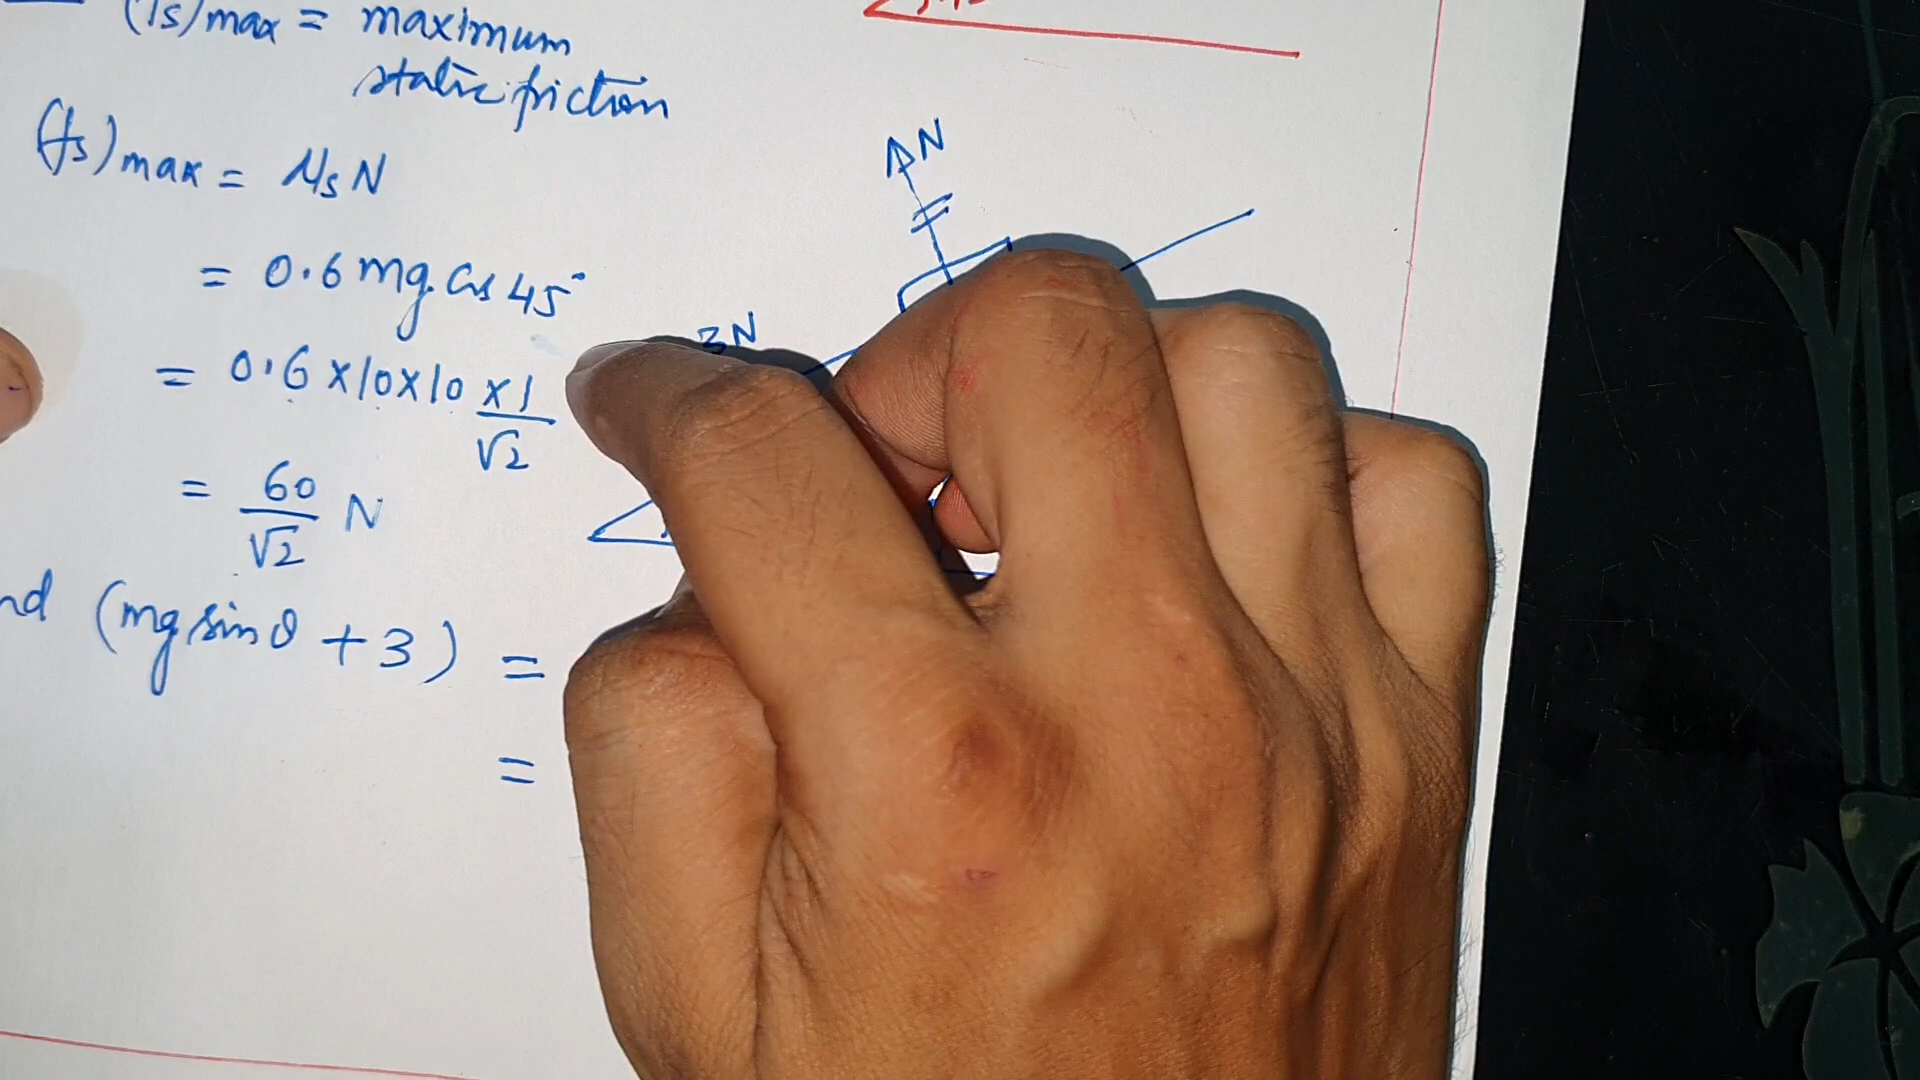 (fs)max = maximum
static friction
(fs)max = μsN
= 0.6 mg cos 45°
= 0.6 x 10 x 10 x 1/√2
= 60/√2 N
nd (mg sin θ + 3) =
=
N
3N